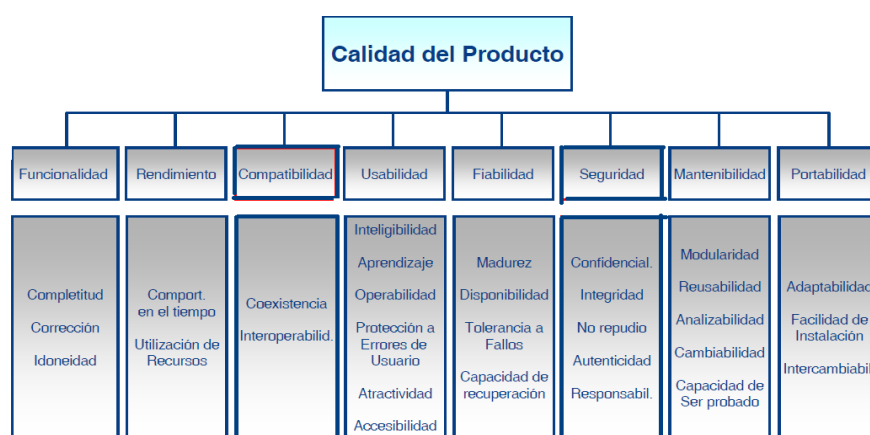 Calidad del Producto
Funcionalidad
Rendimiento
Compatibilidad
Usabilidad
Fiabilidad
Seguridad
Mantenibilidad
Portabilidad
Completitud
Corrección
Idoneidad
Comport.
en el tiempo
Utilización de
Recursos
Coexistencia
Interoperabilid.
Inteligibilidad
Aprendizaje
Operabilidad
Protección a
Errores de
Usuario
Atractividad
Accesibilidad
Madurez
Disponibilidad
Tolerancia a
Fallos
Capacidad de
recuperación
Confidencial.
Integridad
No repudio
Autenticidad
Responsabil.
Modularidad
Reusabilidad
Analizabilidad
Cambiabilidad
Capacidad de
Ser probado
Adaptabilidad
Facilidad de
Instalación
Intercambiabil